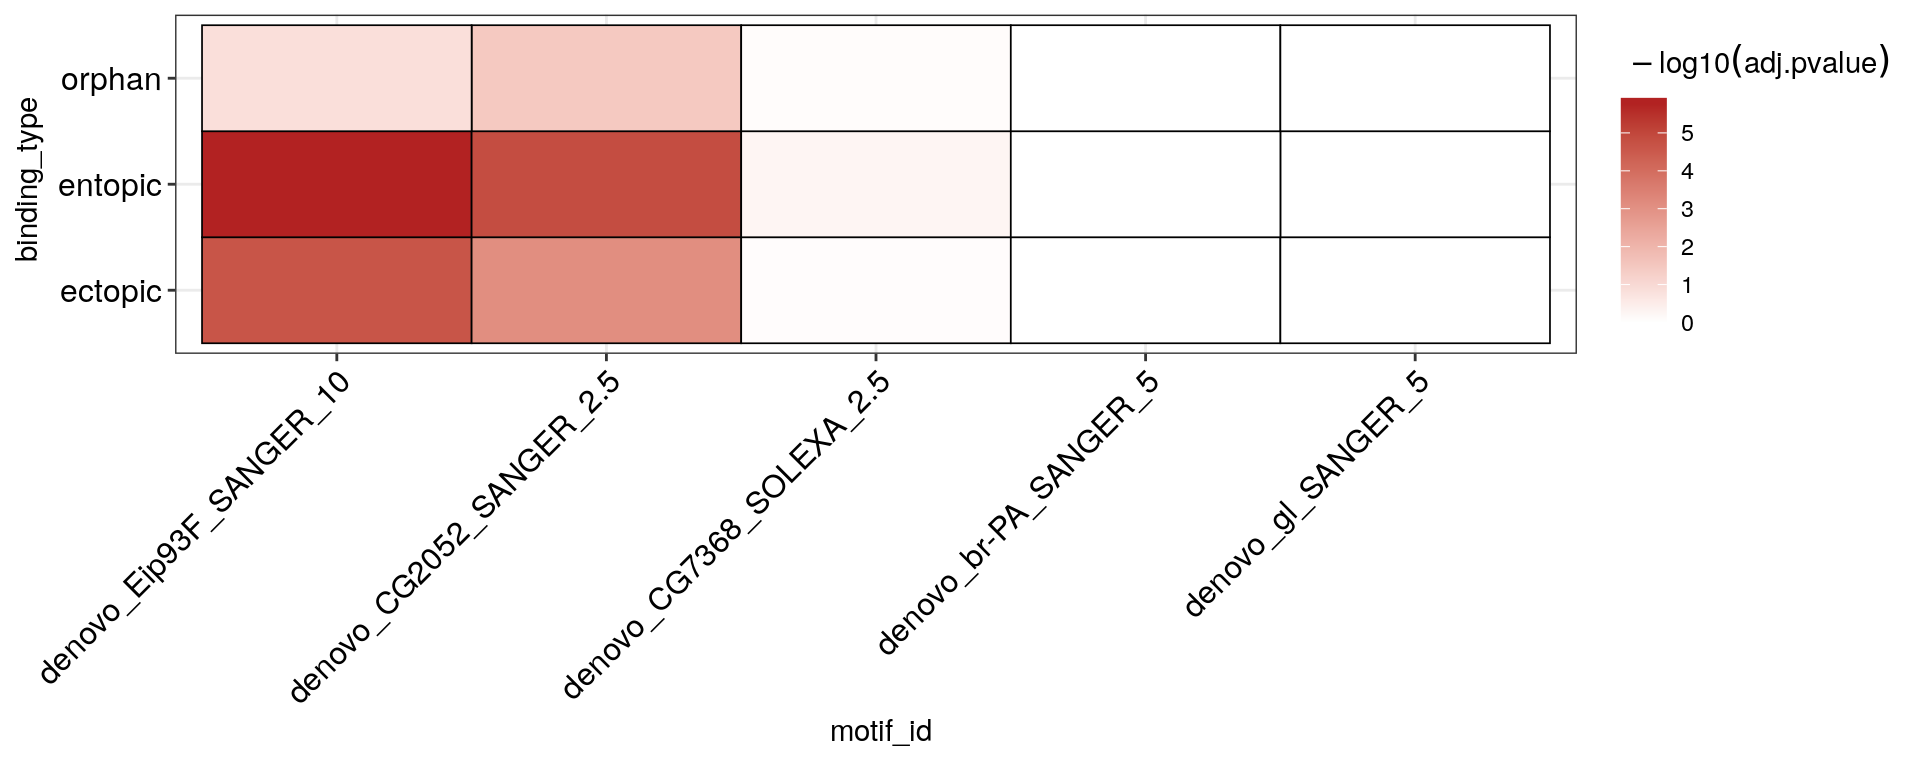 binding_type
orphan
entopic
ectopic
denovo_Eip93F_SANGER_10
denovo_CG2052_SANGER_2.5
denovo_CG7368_SOLEXA_2.5
denovo_br-PA_SANGER_5
denovo_gl_SANGER_5
motif_id
− log10(adj.pvalue)
5
4
3
2
1
0